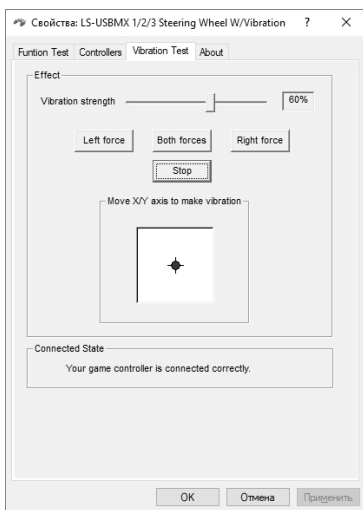 Свойства: LS-USBMX 1/2/3 Steering Wheel W/Vibration ? ×
Funtion Test Controllers Vibration Test About
Effect
Vibration strength 60%
Left force Both forces Right force
Stop
Move X/Y axis to make vibration
Connected State
Your game controller is connected correctly.
OK Отмена Применить